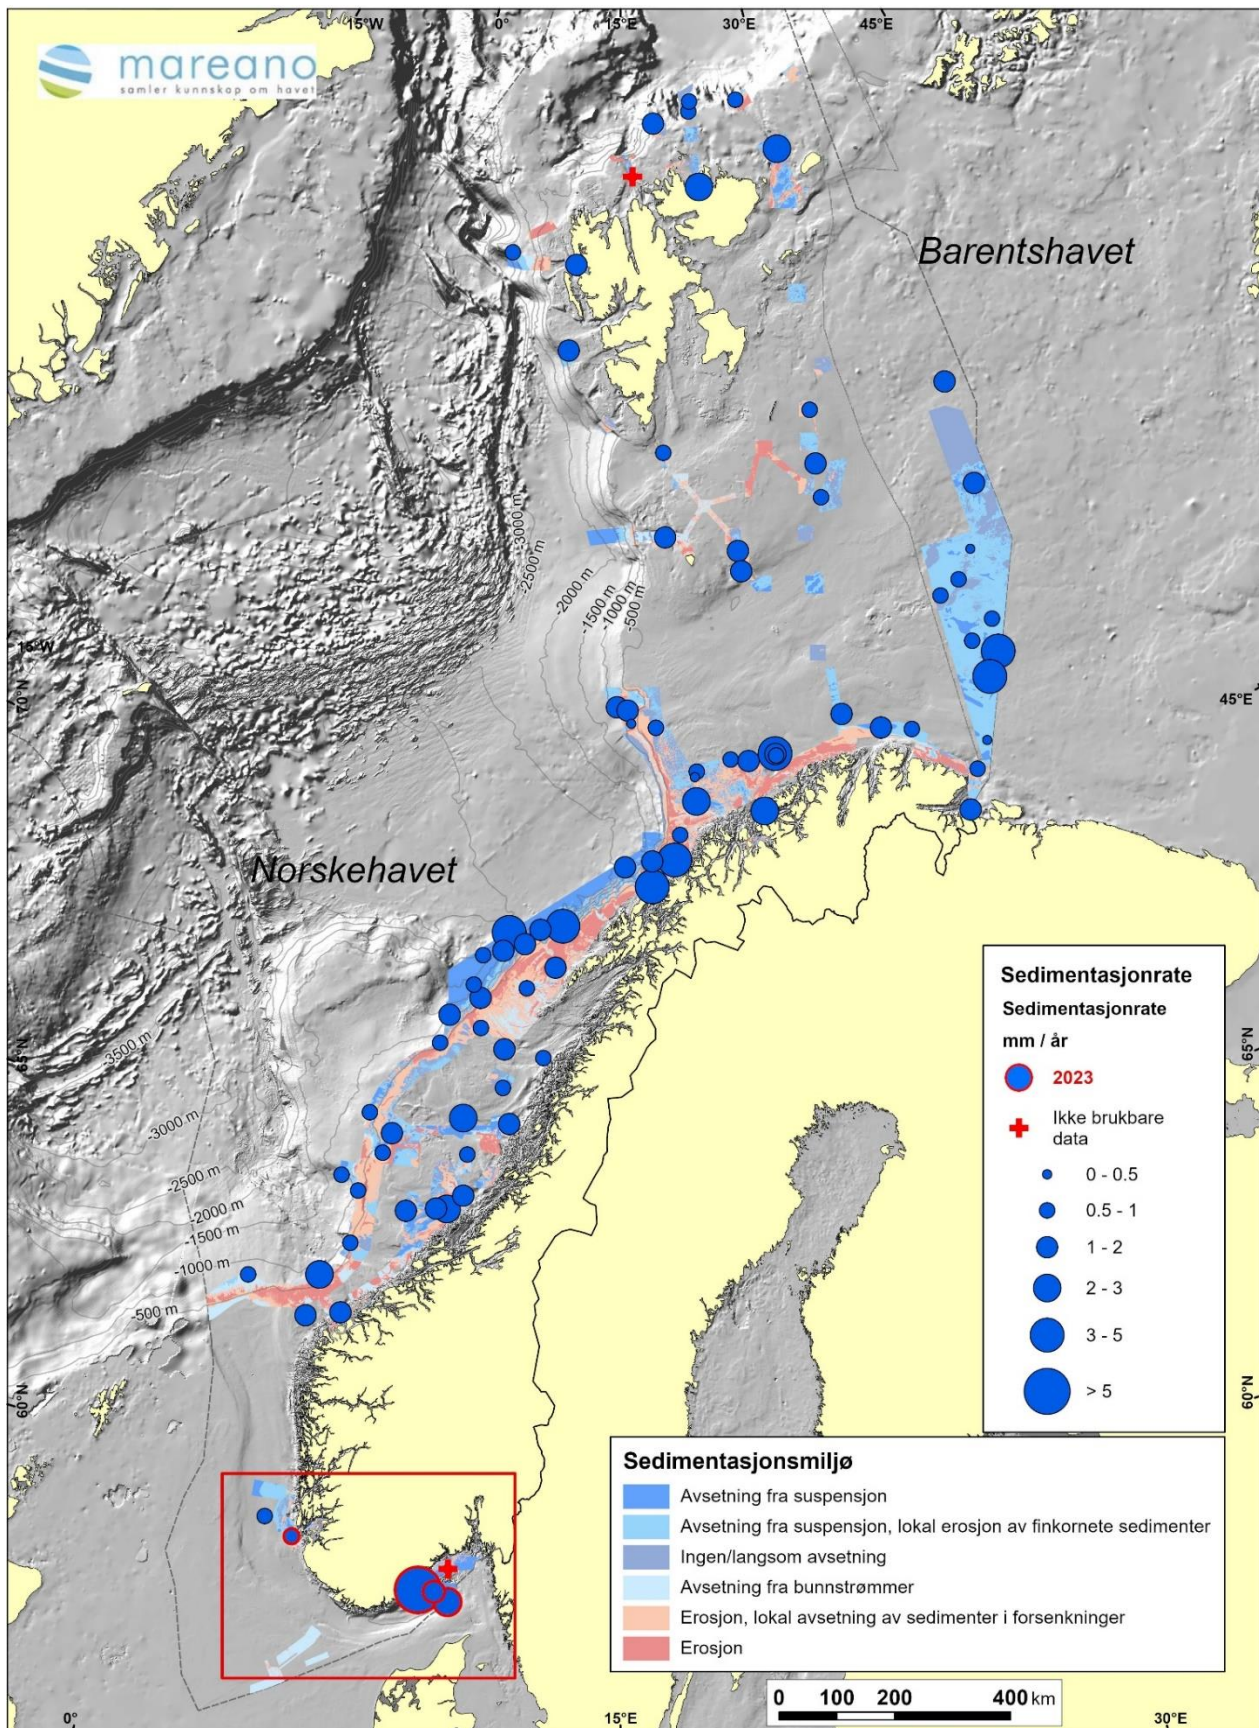 15°W 0° 15°E 30°E 45°E
mareano
samler kunnskap om havet
Barentshavet
-3000 m
-2500 m
-2000 m
-1500 m
-1000 m
-500 m
15°W
70°N
45°E
Norskehavet
Sedimentasjonrate
Sedimentasjonrate
mm / år
2023
Ikke brukbare
data
0 - 0.5
0.5 - 1
1 - 2
2 - 3
3 - 5
> 5
-3500 m
65°N
65°N
-3000 m
-2500 m
-2000 m
-1500 m
-1000 m
-500 m
60°N
60°N
Sedimentasjonsmiljø
Avsetning fra suspensjon
Avsetning fra suspensjon, lokal erosjon av finkornete sedimenter
Ingen/langsom avsetning
Avsetning fra bunnstrømmer
Erosjon, lokal avsetning av sedimenter i forsenkninger
Erosjon
0 100 200 400 km
0° 15°E 30°E